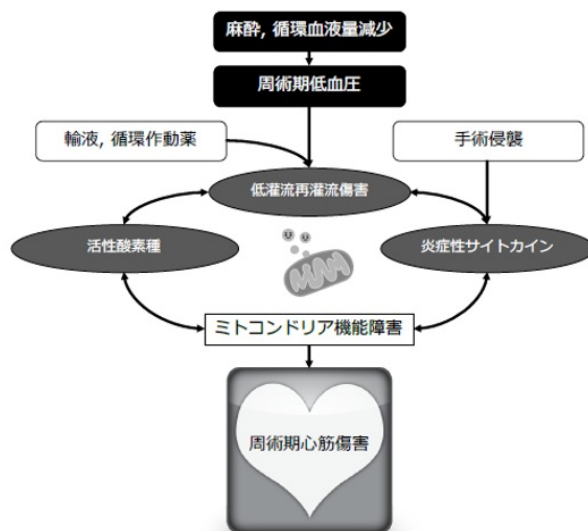 麻酔, 循環血液量減少
周術期低血圧
輸液, 循環作動薬
手術侵襲
低灌流再灌流傷害
活性酸素種
炎症性サイトカイン
ミトコンドリア機能障害
周術期心筋傷害